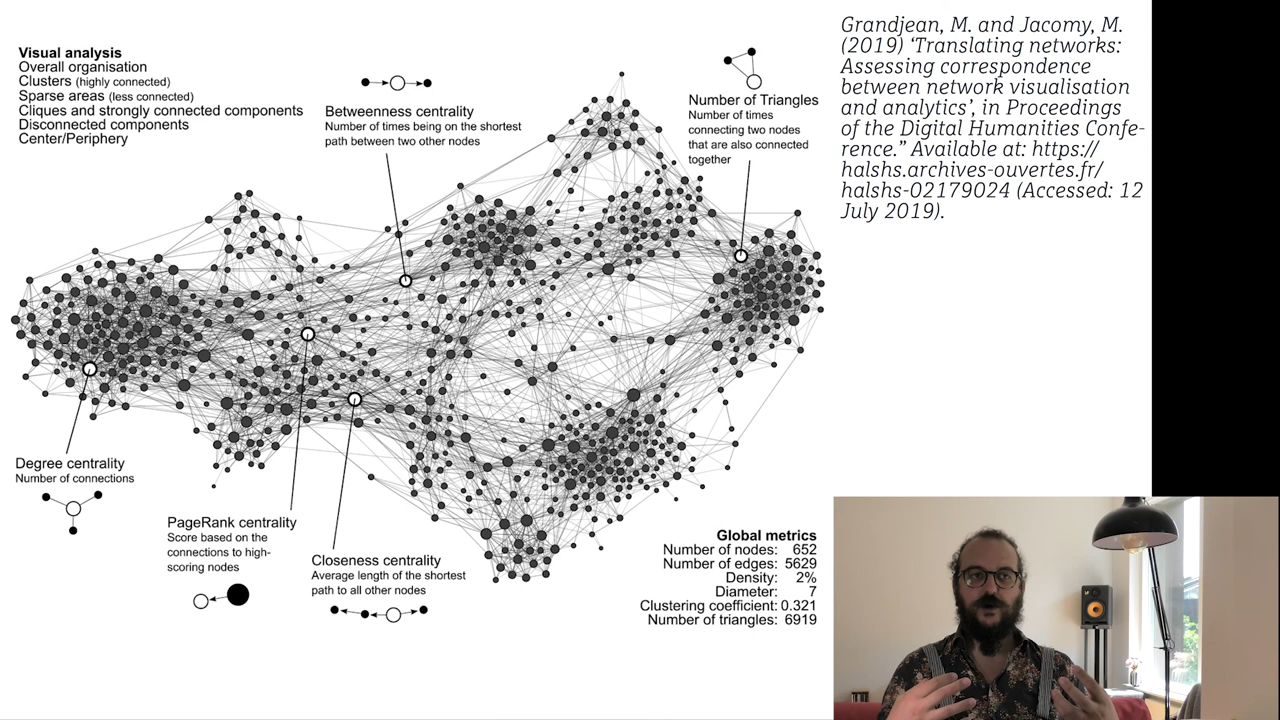 Visual analysis
Overall organisation
Clusters (highly connected)
Sparse areas (less connected)
Cliques and strongly connected components
Disconnected components
Center/Periphery
Betweenness centrality
Number of times being on the shortest
path between two other nodes
Number of Triangles
Number of times
connecting two nodes
that are also connected
together
Grandjean, M. and Jacomy, M.
(2019) ‘Translating networks:
Assessing correspondence
between network visualisation
and analytics’, in Proceedings
of the Digital Humanities Confe-
rence.” Available at: https://
halshs.archives-ouvertes.fr/
halshs-02179024 (Accessed: 12
July 2019).
Degree centrality
Number of connections
PageRank centrality
Score based on the
connections to high-
scoring nodes
Closeness centrality
Average length of the shortest
path to all other nodes
Global metrics
Number of nodes: 652
Number of edges: 5629
Density: 2%
Diameter: 7
Clustering coefficient: 0.321
Number of triangles: 6919